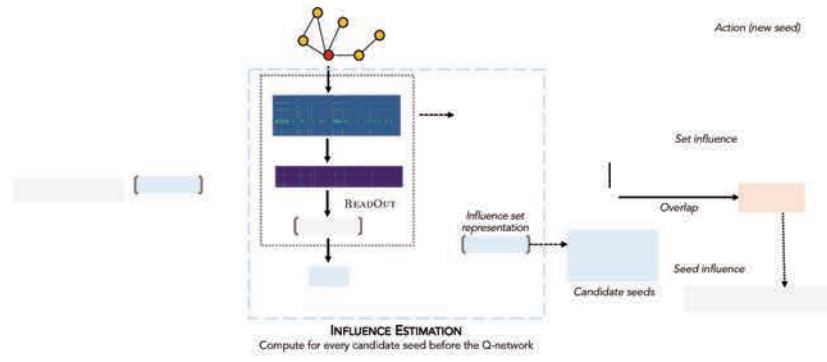 Action (new seed)
Set influence
READOUT
Influence set
representation
Overlap
Seed influence
Candidate seeds
INFLUENCE ESTIMATION
Compute for every candidate seed before the Q-network